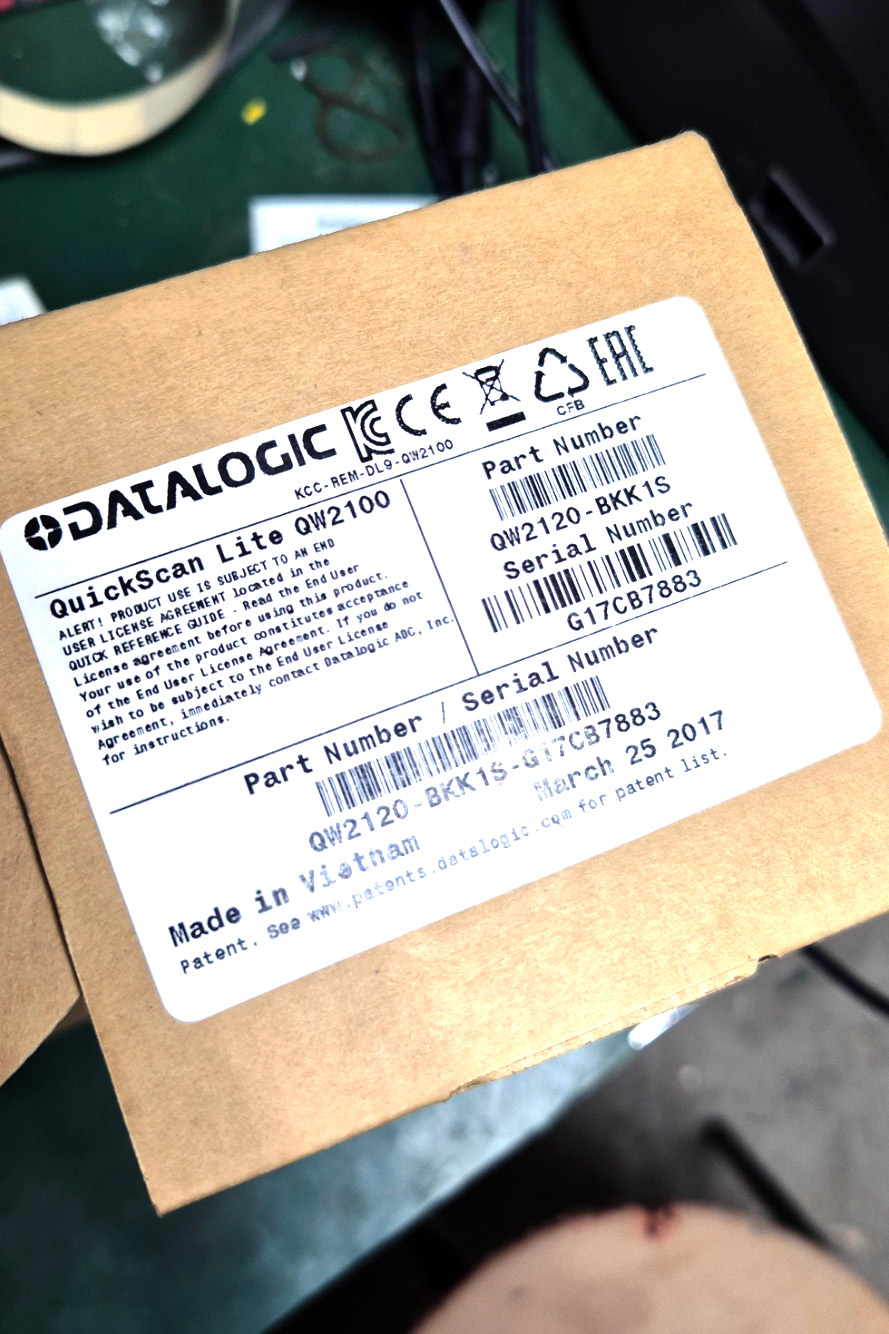 DATALOGIC
KCC-REM-DL9-QW2100
CFB
EAC
QuickScan Lite QW2100
ALERT! PRODUCT USE IS SUBJECT TO AN END
USER LICENSE AGREEMENT located in the
QUICK REFERENCE GUIDE - Read the End User
License agreement before using this product.
Your use of the product constitutes acceptance
of the End User License Agreement. If you do not
wish to be subject to the End User License
Agreement, immediately contact Datalogic ADC, Inc.
for instructions.
Part Number
QW2120-BKK1S
Serial Number
G17CB7883
Part Number / Serial Number
QW2120-BKK1S-G17CB7883
Made in Vietnam March 25 2017
Patent. See www.patents.datalogic.com for patent list.